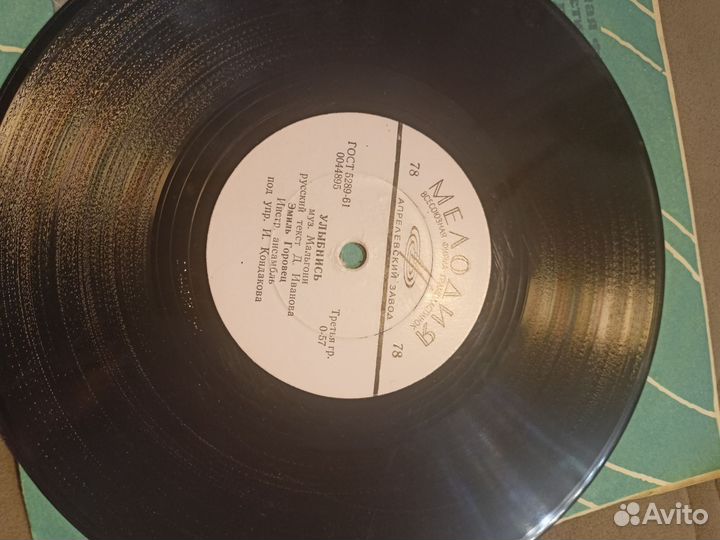 МЕЛОДИЯ
ВСЕСОЮЗНАЯ ФИРМА ГРАМПЛАСТИНОК
78
78
АПРЕЛЕВСКИЙ ЗАВОД
ГОСТ 5289-61
0044895
Третья гр.
0-57
УЛЫБНИСЬ
муз. Мальгони
русский текст Д. Иванова
Эмиль Горовец
Инстр. ансамбль
под упр. И. Кондакова
Avito